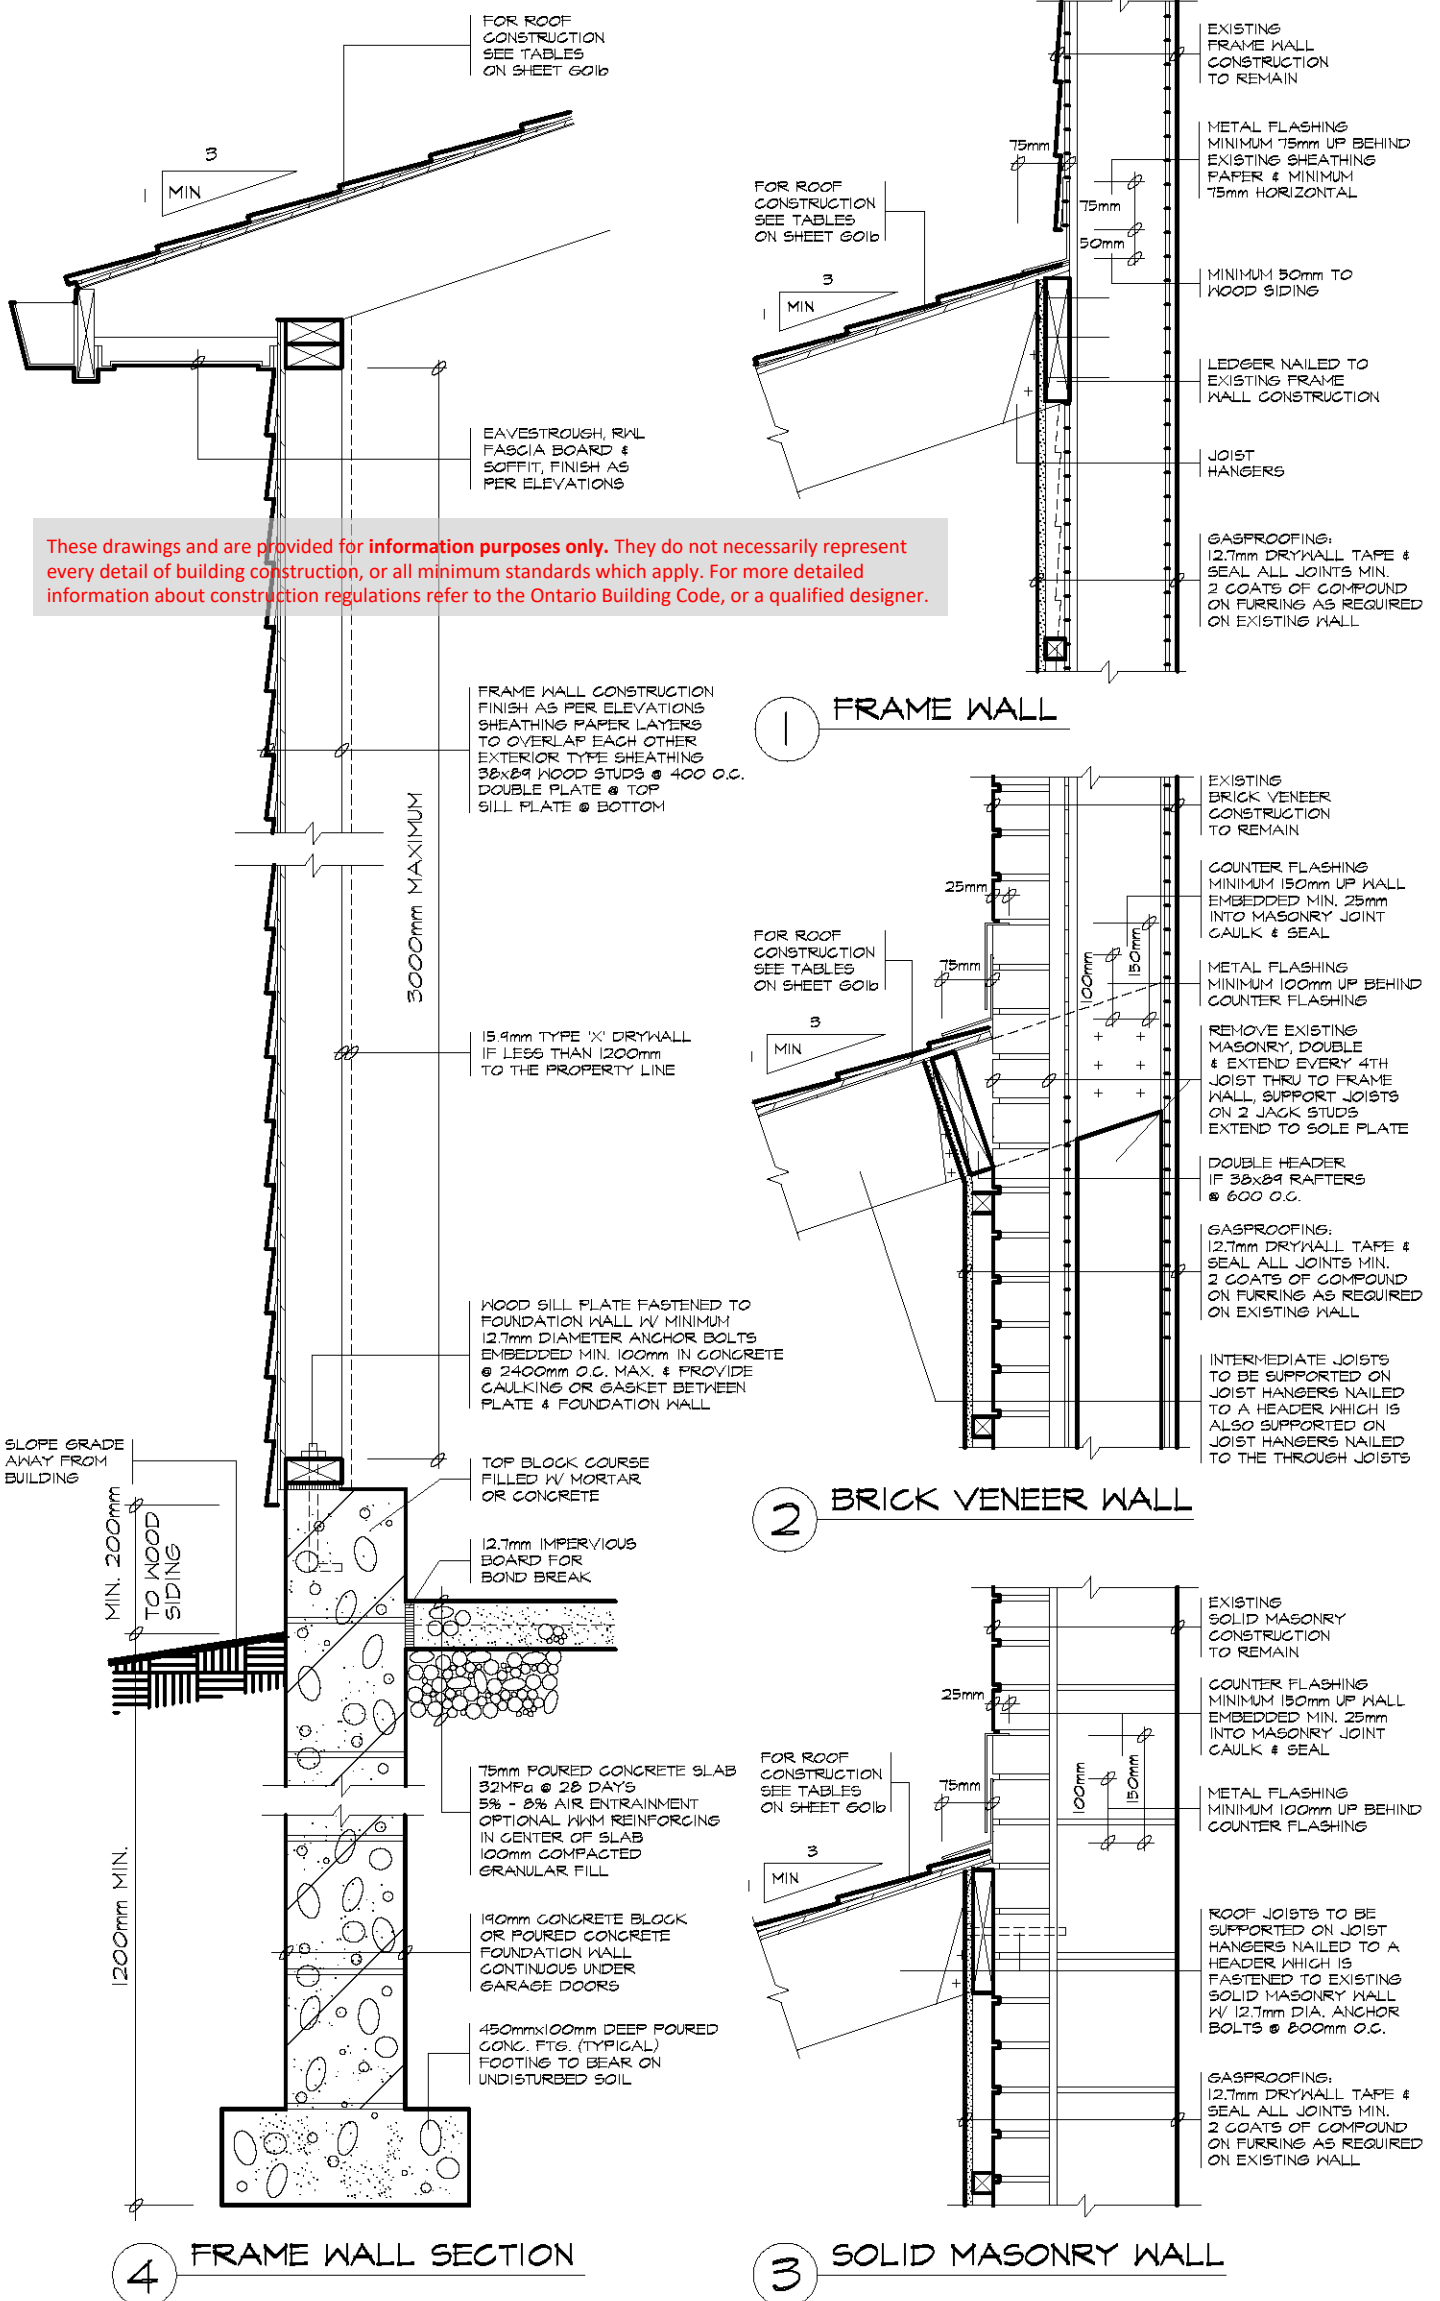 FOR ROOF
CONSTRUCTION
SEE TABLES
ON SHEET G01b
3
1
MIN
EAVESTROUGH, RWL
FASCIA BOARD &
SOFFIT, FINISH AS
PER ELEVATIONS
These drawings and are provided for information purposes only. They do not necessarily represent
every detail of building construction, or all minimum standards which apply. For more detailed
information about construction regulations refer to the Ontario Building Code, or a qualified designer.
FRAME WALL CONSTRUCTION
FINISH AS PER ELEVATIONS
SHEATHING PAPER LAYERS
TO OVERLAP EACH OTHER
EXTERIOR TYPE SHEATHING
38x89 WOOD STUDS @ 400 O.C.
DOUBLE PLATE @ TOP
SILL PLATE @ BOTTOM
3000mm MAXIMUM
15.9mm TYPE 'X' DRYWALL
IF LESS THAN 1200mm
TO THE PROPERTY LINE
WOOD SILL PLATE FASTENED TO
FOUNDATION WALL W/ MINIMUM
12.7mm DIAMETER ANCHOR BOLTS
EMBEDDED MIN. 100mm IN CONCRETE
@ 2400mm O.C. MAX. & PROVIDE
CAULKING OR GASKET BETWEEN
PLATE & FOUNDATION WALL
SLOPE GRADE
AWAY FROM
BUILDING
MIN. 200mm
TO WOOD
SIDING
TOP BLOCK COURSE
FILLED W/ MORTAR
OR CONCRETE
12.7mm IMPERVIOUS
BOARD FOR
BOND BREAK
75mm POURED CONCRETE SLAB
32MPa @ 28 DAYS
5% - 8% AIR ENTRAINMENT
OPTIONAL WWM REINFORCING
IN CENTER OF SLAB
100mm COMPACTED
GRANULAR FILL
1200mm MIN.
190mm CONCRETE BLOCK
OR POURED CONCRETE
FOUNDATION WALL
CONTINUOUS UNDER
GARAGE DOORS
450mmx100mm DEEP POURED
CONC. FTG. (TYPICAL)
FOOTING TO BEAR ON
UNDISTURBED SOIL
4
FRAME WALL SECTION
EXISTING
FRAME WALL
CONSTRUCTION
TO REMAIN
75mm
METAL FLASHING
MINIMUM 75mm UP BEHIND
EXISTING SHEATHING
PAPER & MINIMUM
75mm HORIZONTAL
FOR ROOF
CONSTRUCTION
SEE TABLES
ON SHEET G01b
75mm
50mm
3
1
MIN
MINIMUM 50mm TO
WOOD SIDING
LEDGER NAILED TO
EXISTING FRAME
WALL CONSTRUCTION
JOIST
HANGERS
GASPROOFING:
12.7mm DRYWALL TAPE &
SEAL ALL JOINTS MIN.
2 COATS OF COMPOUND
ON FURRING AS REQUIRED
ON EXISTING WALL
1
FRAME WALL
EXISTING
BRICK VENEER
CONSTRUCTION
TO REMAIN
25mm
COUNTER FLASHING
MINIMUM 150mm UP WALL
EMBEDDED MIN. 25mm
INTO MASONRY JOINT
CAULK & SEAL
FOR ROOF
CONSTRUCTION
SEE TABLES
ON SHEET G01b
75mm
100mm
150mm
METAL FLASHING
MINIMUM 100mm UP BEHIND
COUNTER FLASHING
3
1
MIN
REMOVE EXISTING
MASONRY, DOUBLE
& EXTEND EVERY 4TH
JOIST THRU TO FRAME
WALL, SUPPORT JOISTS
ON 2 JACK STUDS
EXTEND TO SOLE PLATE
DOUBLE HEADER
IF 38x89 RAFTERS
@ 600 O.C.
GASPROOFING:
12.7mm DRYWALL TAPE &
SEAL ALL JOINTS MIN.
2 COATS OF COMPOUND
ON FURRING AS REQUIRED
ON EXISTING WALL
INTERMEDIATE JOISTS
TO BE SUPPORTED ON
JOIST HANGERS NAILED
TO A HEADER WHICH IS
ALSO SUPPORTED ON
JOIST HANGERS NAILED
TO THE THROUGH JOISTS
2
BRICK VENEER WALL
EXISTING
SOLID MASONRY
CONSTRUCTION
TO REMAIN
25mm
COUNTER FLASHING
MINIMUM 150mm UP WALL
EMBEDDED MIN. 25mm
INTO MASONRY JOINT
CAULK & SEAL
FOR ROOF
CONSTRUCTION
SEE TABLES
ON SHEET G01b
75mm
100mm
150mm
METAL FLASHING
MINIMUM 100mm UP BEHIND
COUNTER FLASHING
3
1
MIN
ROOF JOISTS TO BE
SUPPORTED ON JOIST
HANGERS NAILED TO A
HEADER WHICH IS
FASTENED TO EXISTING
SOLID MASONRY WALL
W/ 12.7mm DIA. ANCHOR
BOLTS @ 800mm O.C.
GASPROOFING:
12.7mm DRYWALL TAPE &
SEAL ALL JOINTS MIN.
2 COATS OF COMPOUND
ON FURRING AS REQUIRED
ON EXISTING WALL
3
SOLID MASONRY WALL